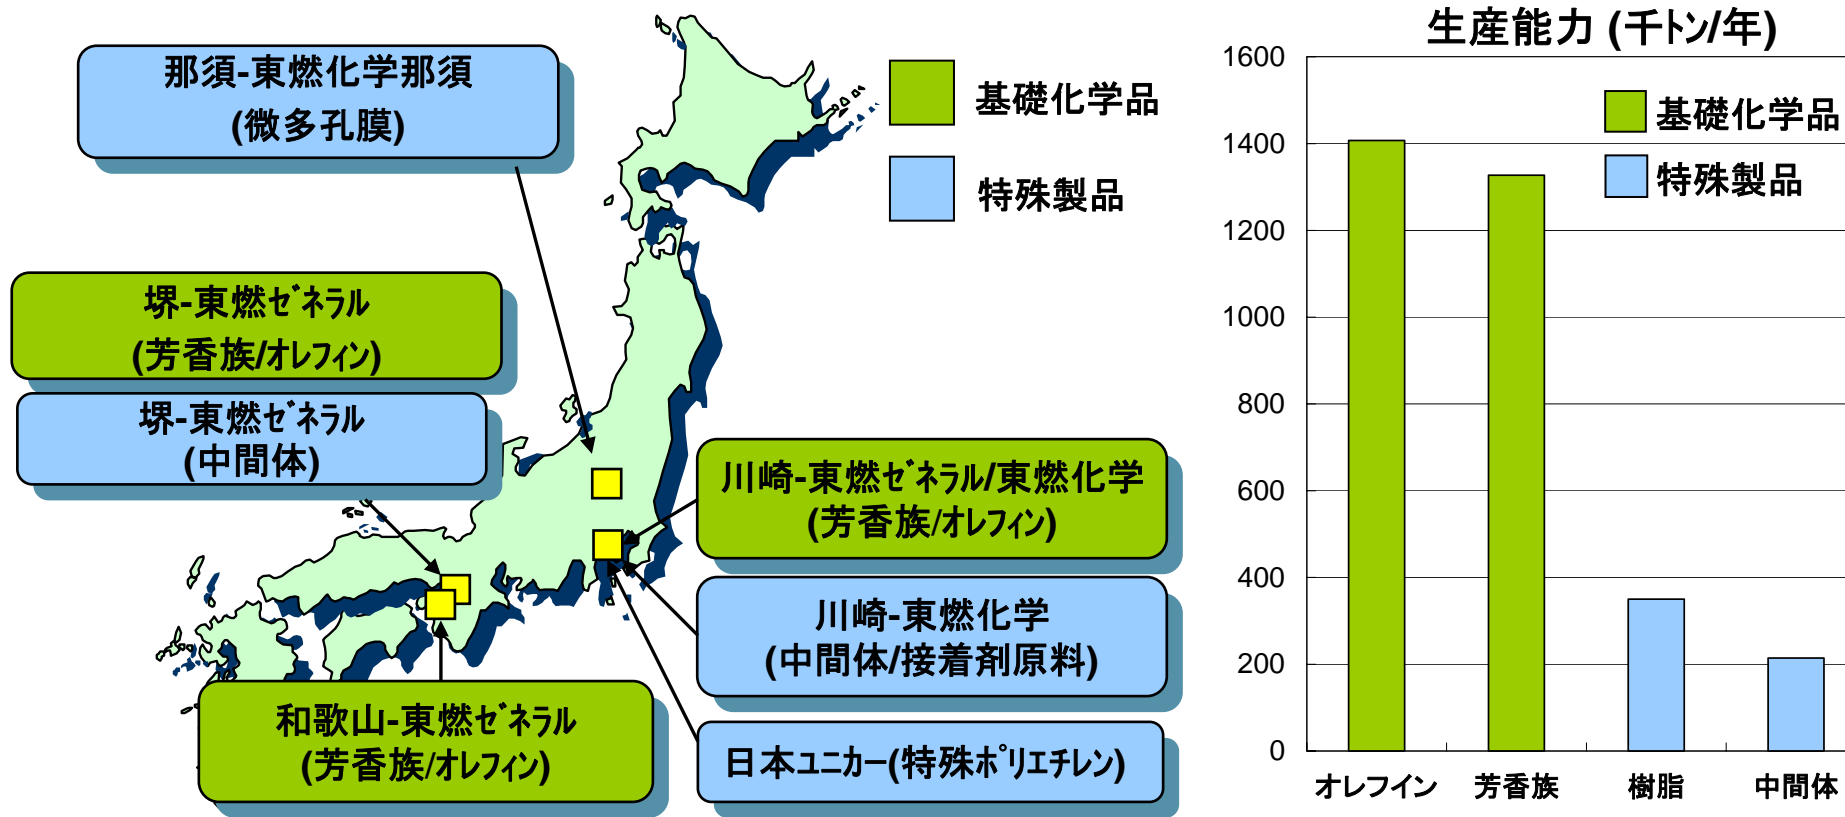 那須-東燃化学那須
(微多孔膜)
堺-東燃ｾﾞﾈﾗﾙ
(芳香族/ｵﾚﾌｨﾝ)
堺-東燃ｾﾞﾈﾗﾙ
(中間体)
和歌山-東燃ｾﾞﾈﾗﾙ
(芳香族/ｵﾚﾌｨﾝ)
基礎化学品
特殊製品
川崎-東燃ｾﾞﾈﾗﾙ/東燃化学
(芳香族/ｵﾚﾌｨﾝ)
川崎-東燃化学
(中間体/接着剤原料)
日本ﾕﾆｶｰ(特殊ﾎﾟﾘｴﾁﾚﾝ)
生産能力 (千ﾄﾝ/年)
基礎化学品
特殊製品
1600
1400
1200
1000
800
600
400
200
0
オレフイン 芳香族 樹脂 中間体